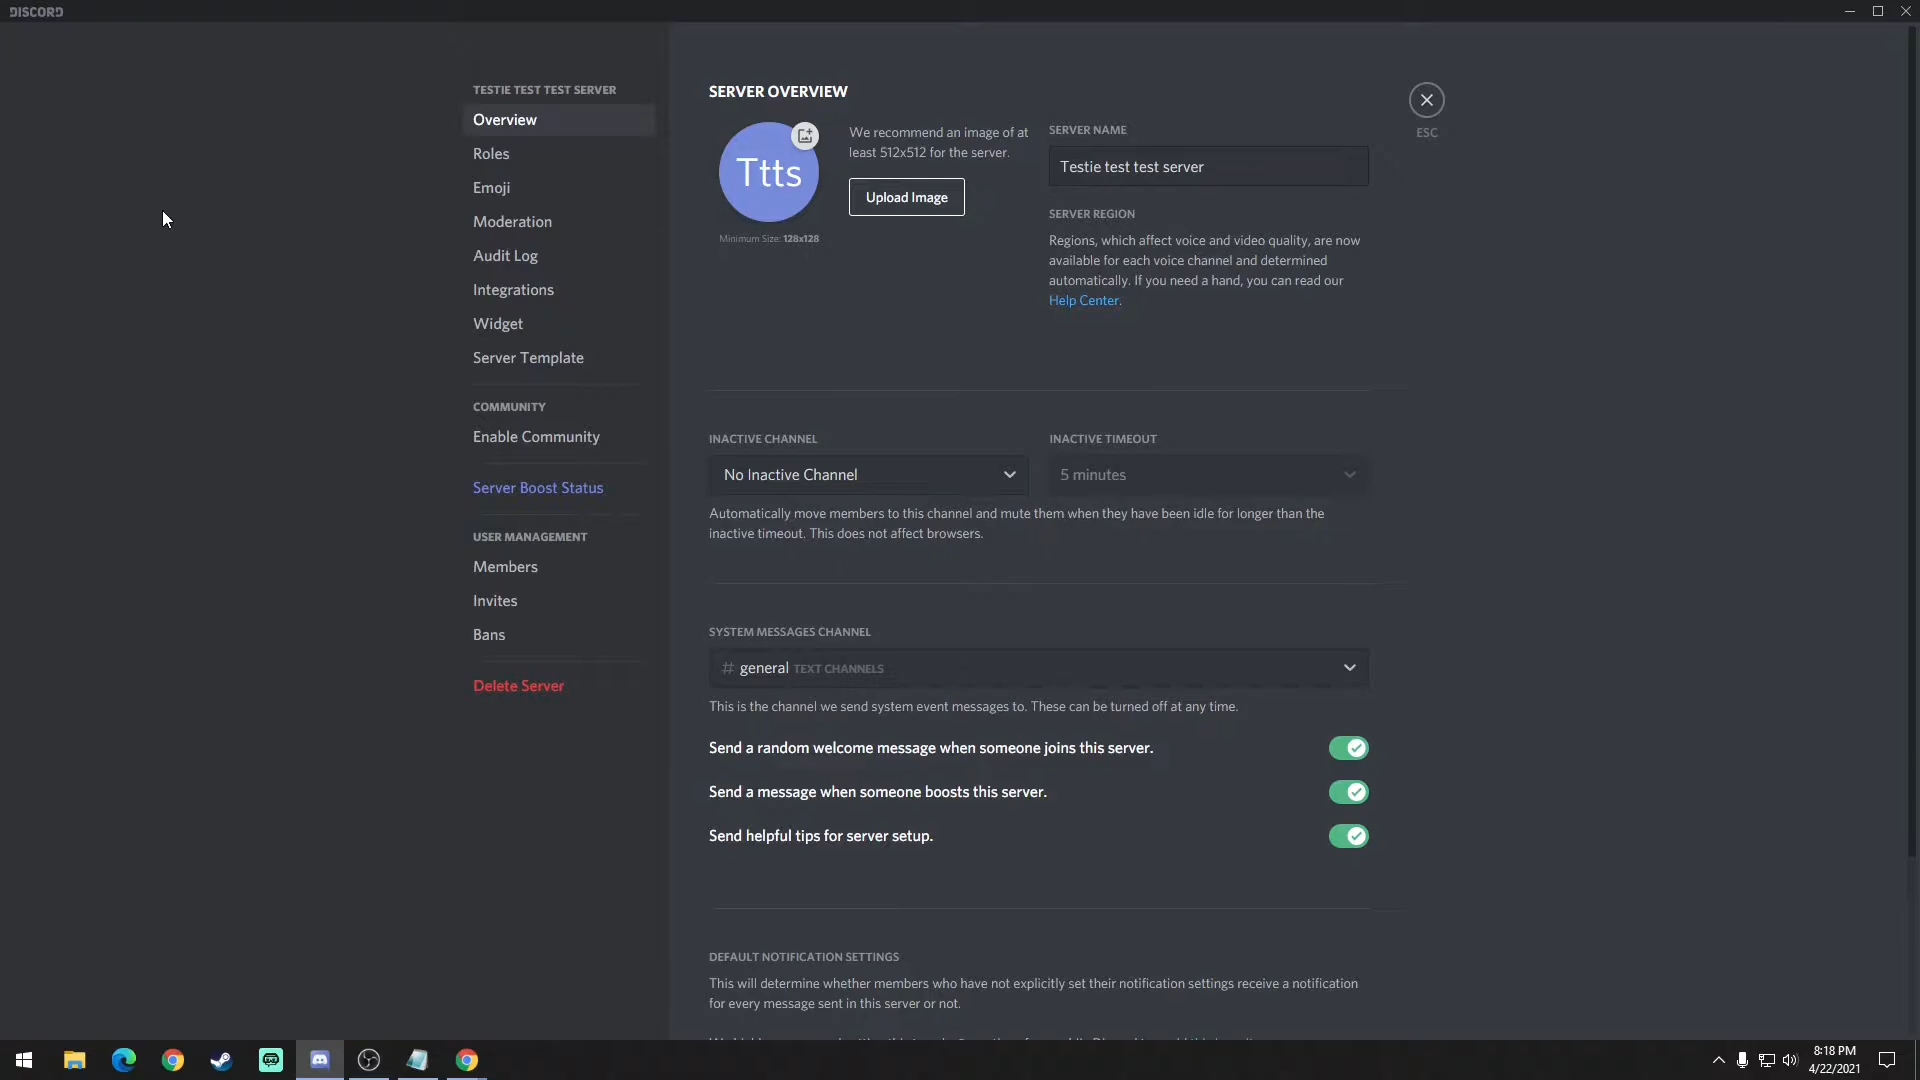 DISCORD
TESTIE TEST TEST SERVER
Overview
Roles
Emoji
Moderation
Audit Log
Integrations
Widget
Server Template
COMMUNITY
Enable Community
Server Boost Status
USER MANAGEMENT
Members
Invites
Bans
Delete Server
SERVER OVERVIEW
Ttts
Minimum Size: 128x128
We recommend an image of at
least 512x512 for the server.
Upload Image
SERVER NAME
Testie test test server
SERVER REGION
Regions, which affect voice and video quality, are now
available for each voice channel and determined
automatically. If you need a hand, you can read our
Help Center.
ESC
INACTIVE CHANNEL
No Inactive Channel
INACTIVE TIMEOUT
5 minutes
Automatically move members to this channel and mute them when they have been idle for longer than the
inactive timeout. This does not affect browsers.
SYSTEM MESSAGES CHANNEL
# general TEXT CHANNELS
This is the channel we send system event messages to. These can be turned off at any time.
Send a random welcome message when someone joins this server.
Send a message when someone boosts this server.
Send helpful tips for server setup.
DEFAULT NOTIFICATION SETTINGS
This will determine whether members who have not explicitly set their notification settings receive a notification
for every message sent in this server or not.
8:18 PM
4/22/2021